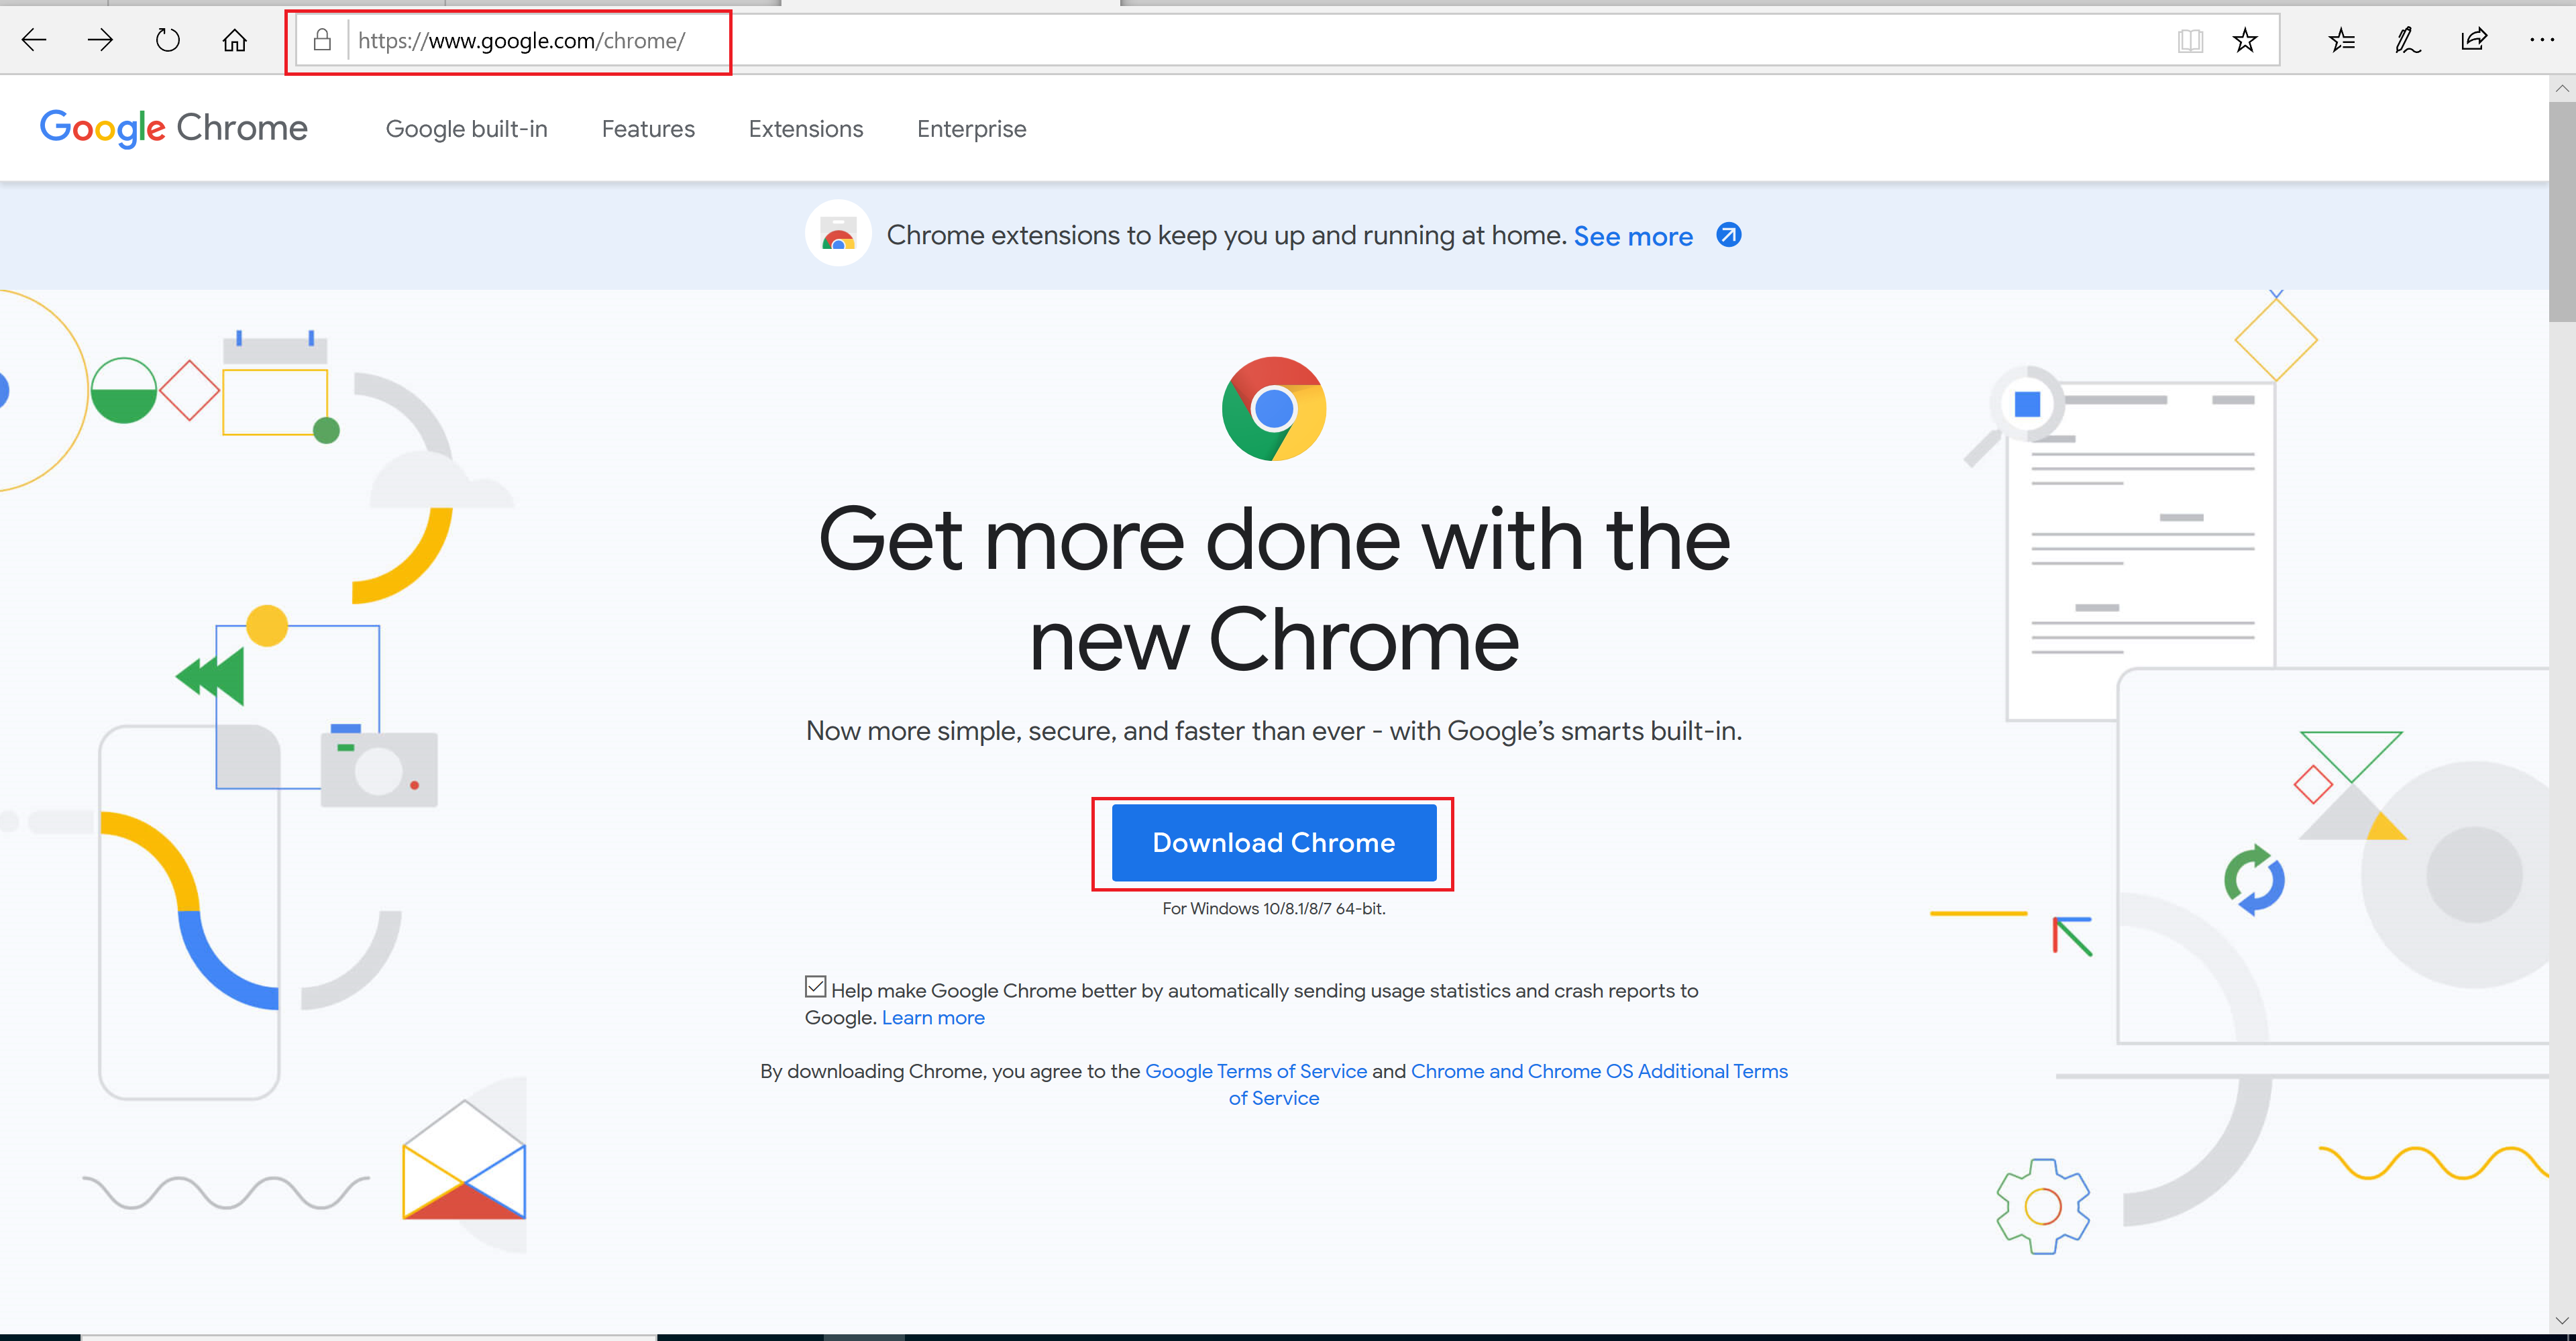 https://www.google.com/chrome/
Google Chrome
Google built-in
Features
Extensions
Enterprise
Chrome extensions to keep you up and running at home. See more
Get more done with the
new Chrome
Now more simple, secure, and faster than ever - with Google’s smarts built-in.
Download Chrome
For Windows 10/8.1/8/7 64-bit.
Help make Google Chrome better by automatically sending usage statistics and crash reports to
Google. Learn more
By downloading Chrome, you agree to the Google Terms of Service and Chrome and Chrome OS Additional Terms
of Service